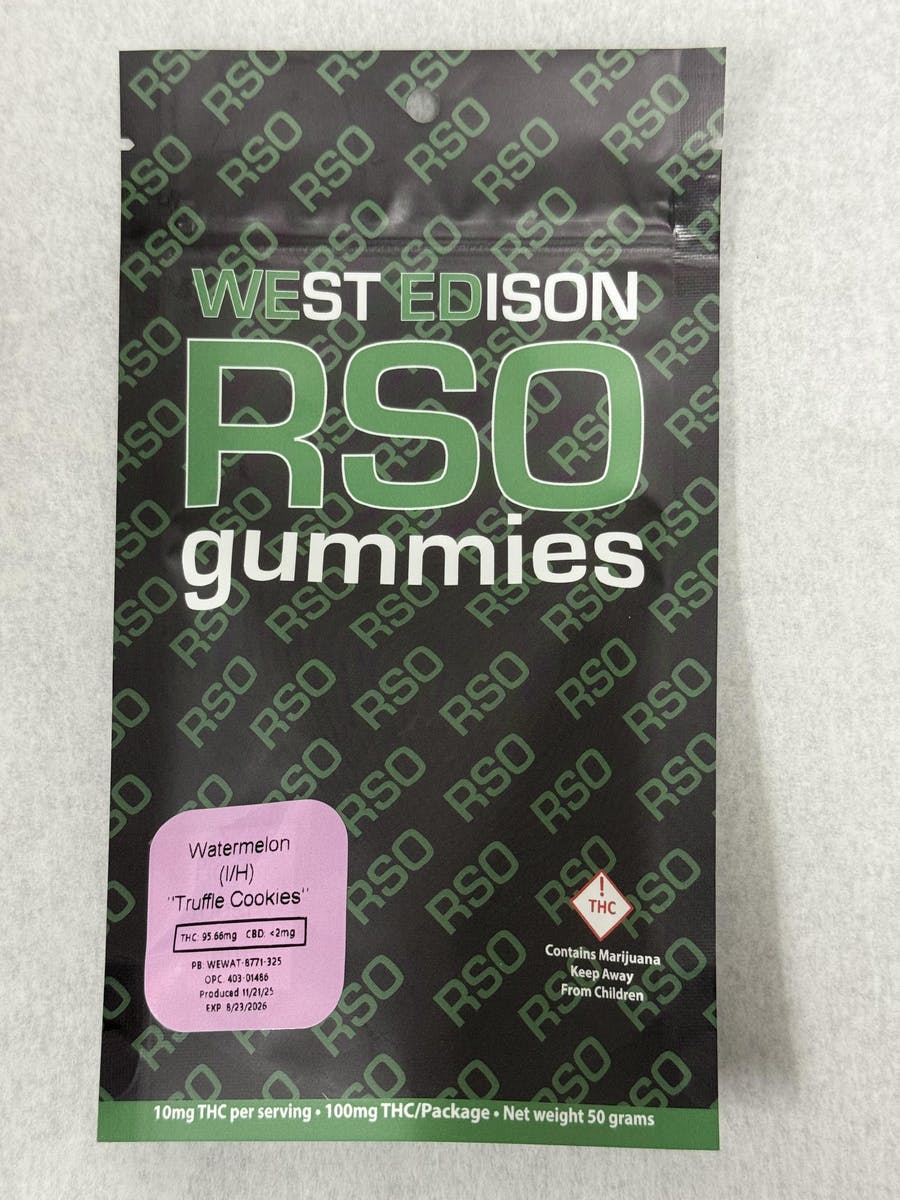 WEST EDISON
RSO
gummies
Watermelon
(I/H)
"Truffle Cookies"
THC: 95.66mg CBD: <2mg
PB: WEWAT-8771-325
OPC: 403-01486
Produced 11/21/25
EXP 8/23/2026
!
THC
Contains Marijuana
Keep Away
From Children
10mg THC per serving • 100mg THC/Package • Net weight 50 grams